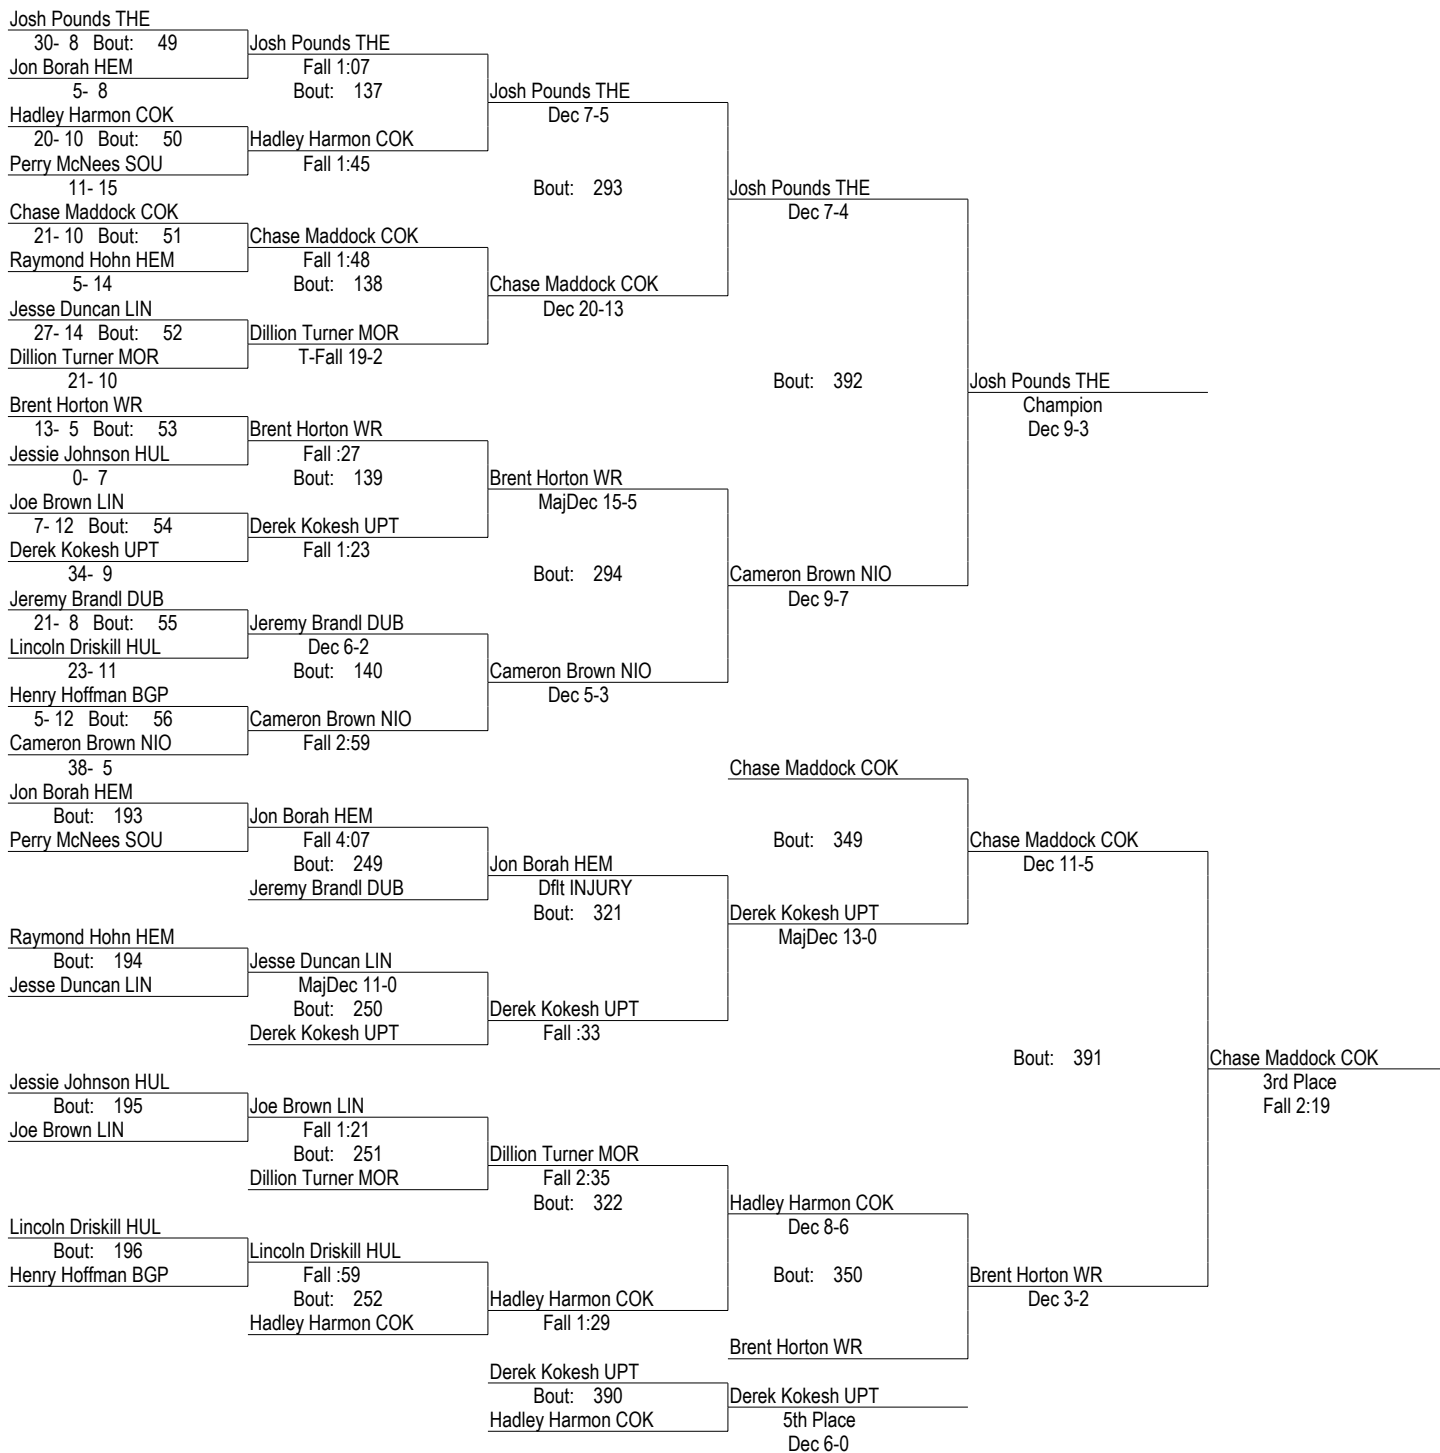 Josh Pounds THE
30- 8 Bout: 49
Jon Borah HEM
5- 8
Hadley Harmon COK
20- 10 Bout: 50
Perry McNees SOU
11- 15
Chase Maddock COK
21- 10 Bout: 51
Raymond Hohn HEM
5- 14
Jesse Duncan LIN
27- 14 Bout: 52
Dillion Turner MOR
21- 10
Brent Horton WR
13- 5 Bout: 53
Jessie Johnson HUL
0- 7
Joe Brown LIN
7- 12 Bout: 54
Derek Kokesh UPT
34- 9
Jeremy Brandl DUB
21- 8 Bout: 55
Lincoln Driskill HUL
23- 11
Henry Hoffman BGP
5- 12 Bout: 56
Cameron Brown NIO
38- 5
Josh Pounds THE
Fall 1:07
Bout: 137
Hadley Harmon COK
Fall 1:45
Chase Maddock COK
Fall 1:48
Bout: 138
Dillion Turner MOR
T-Fall 19-2
Brent Horton WR
Fall :27
Bout: 139
Derek Kokesh UPT
Fall 1:23
Jeremy Brandl DUB
Dec 6-2
Bout: 140
Cameron Brown NIO
Fall 2:59
Josh Pounds THE
Dec 7-5
Bout: 293
Chase Maddock COK
Dec 20-13
Brent Horton WR
MajDec 15-5
Bout: 294
Cameron Brown NIO
Dec 5-3
Josh Pounds THE
Dec 7-4
Bout: 392
Cameron Brown NIO
Dec 9-7
Josh Pounds THE
Champion
Dec 9-3
Jon Borah HEM
Bout: 193
Perry McNees SOU
Raymond Hohn HEM
Bout: 194
Jesse Duncan LIN
Jessie Johnson HUL
Bout: 195
Joe Brown LIN
Lincoln Driskill HUL
Bout: 196
Henry Hoffman BGP
Jon Borah HEM
Fall 4:07
Bout: 249
Jeremy Brandl DUB
Jesse Duncan LIN
MajDec 11-0
Bout: 250
Derek Kokesh UPT
Joe Brown LIN
Fall 1:21
Bout: 251
Dillion Turner MOR
Lincoln Driskill HUL
Fall :59
Bout: 252
Hadley Harmon COK
Jon Borah HEM
Dflt INJURY
Bout: 321
Derek Kokesh UPT
Fall :33
Dillion Turner MOR
Fall 2:35
Bout: 322
Hadley Harmon COK
Fall 1:29
Chase Maddock COK
Bout: 349
Derek Kokesh UPT
MajDec 13-0
Hadley Harmon COK
Dec 8-6
Bout: 350
Brent Horton WR
Chase Maddock COK
Dec 11-5
Bout: 391
Brent Horton WR
Dec 3-2
Chase Maddock COK
3rd Place
Fall 2:19
Derek Kokesh UPT
Bout: 390
Hadley Harmon COK
Derek Kokesh UPT
5th Place
Dec 6-0